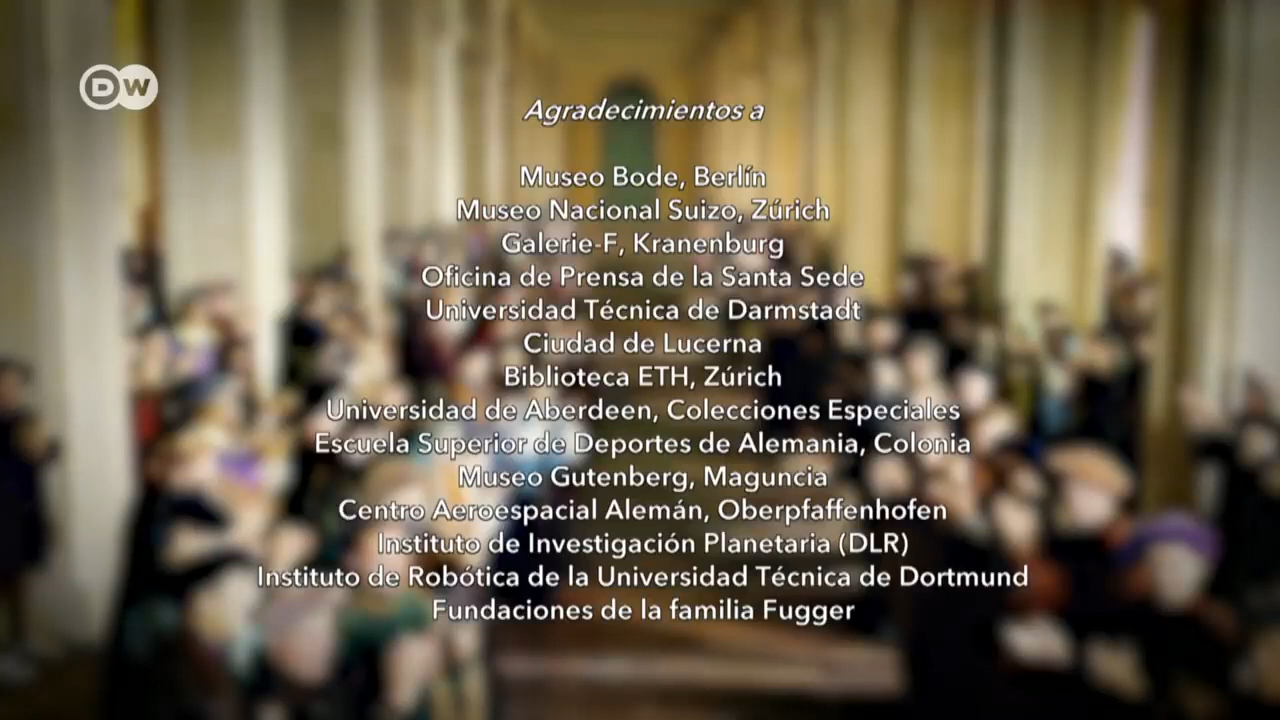 DW
Agradecimientos a
Museo Bode, Berlín
Museo Nacional Suizo, Zúrich
Galerie-F, Kranenburg
Oficina de Prensa de la Santa Sede
Universidad Técnica de Darmstadt
Ciudad de Lucerna
Biblioteca ETH, Zúrich
Universidad de Aberdeen, Colecciones Especiales
Escuela Superior de Deportes de Alemania, Colonia
Museo Gutenberg, Maguncia
Centro Aeroespacial Alemán, Oberpfaffenhofen
Instituto de Investigación Planetaria (DLR)
Instituto de Robótica de la Universidad Técnica de Dortmund
Fundaciones de la familia Fugger